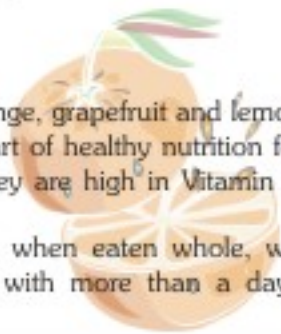 nge, grapefruit and lemo
rt of healthy nutrition f
ey are high in Vitamin
when eaten whole, w
with more than a day